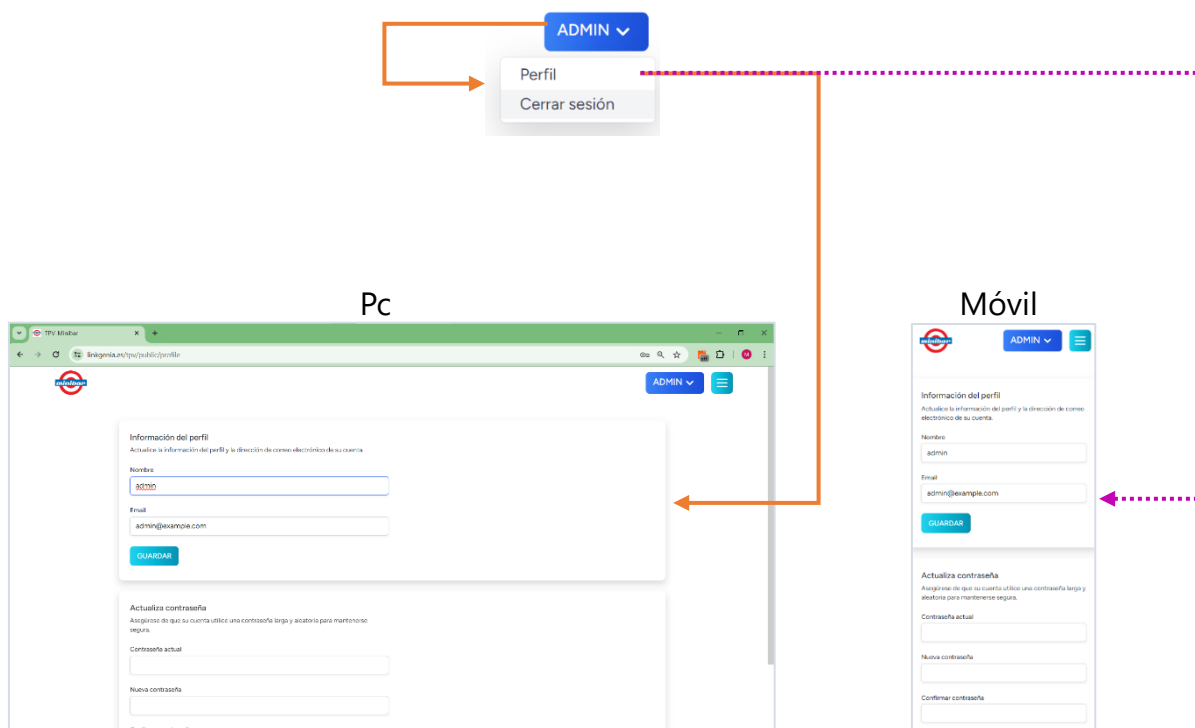 ADMIN
Perfil
Cerrar sesión
Pc
TPV Minibar
linkgenia.es/tpv/public/profile
minibar
ADMIN
Información del perfil
Actualice la información del perfil y la dirección de correo electrónico de su cuenta.
Nombre
admin
Email
admin@example.com
GUARDAR
Actualiza contraseña
Asegúrese de que su cuenta utilice una contraseña larga y aleatoria para mantenerse
segura.
Contraseña actual
Nueva contraseña
Móvil
minibar
ADMIN
Información del perfil
Actualice la información del perfil y la dirección de correo
electrónico de su cuenta.
Nombre
admin
Email
admin@example.com
GUARDAR
Actualiza contraseña
Asegúrese de que su cuenta utilice una contraseña larga y
aleatoria para mantenerse segura.
Contraseña actual
Nueva contraseña
Confirmar contraseña